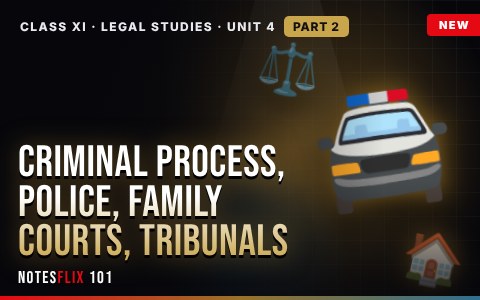 CLASS XI · LEGAL STUDIES · UNIT 4 PART 2
NEW
CRIMINAL PROCESS,
POLICE, FAMILY
COURTS, TRIBUNALS
NOTESFLIX 101